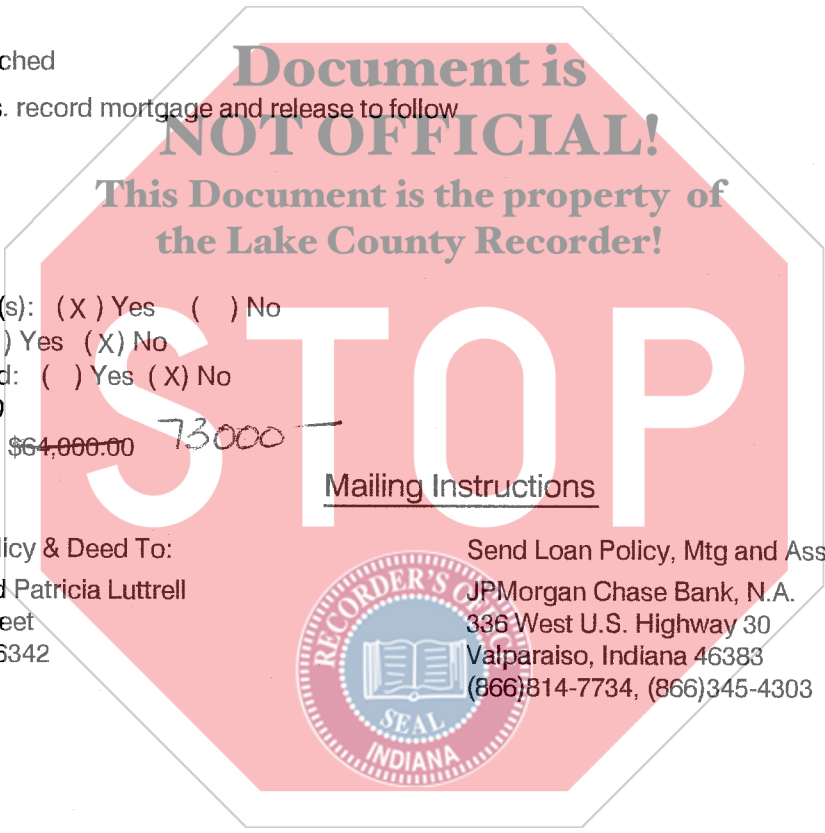 ched
Document is
. record mortgage and release to follow
NOT OFFICIAL!
This Document is the property of
the Lake County Recorder!
(s): (X) Yes ( ) No
) Yes (X) No
d: ( ) Yes (X) No
$64,000.00 73000 —
STOP
Mailing Instructions
licy & Deed To:
Send Loan Policy, Mtg and Ass
d Patricia Luttrell
JPMorgan Chase Bank, N.A.
eet
336 West U.S. Highway 30
6342
Valparaiso, Indiana 46383
(866)814-7734, (866)345-4303
RECORDER'S OFFICE
SEAL
INDIANA